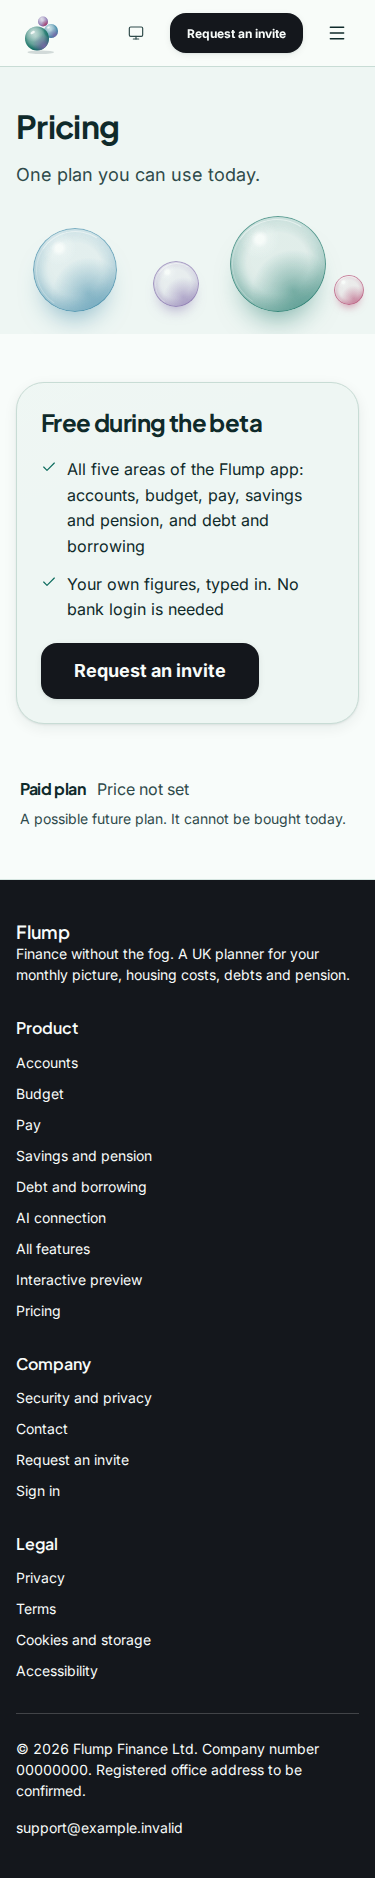 Request an invite
Pricing
One plan you can use today.
Free during the beta
All five areas of the Flump app:
accounts, budget, pay, savings
and pension, and debt and
borrowing
Your own figures, typed in. No
bank login is needed
Request an invite
Paid plan Price not set
A possible future plan. It cannot be bought today.
Flump
Finance without the fog. A UK planner for your
monthly picture, housing costs, debts and pension.
Product
Accounts
Budget
Pay
Savings and pension
Debt and borrowing
AI connection
All features
Interactive preview
Pricing
Company
Security and privacy
Contact
Request an invite
Sign in
Legal
Privacy
Terms
Cookies and storage
Accessibility
© 2026 Flump Finance Ltd. Company number
00000000. Registered office address to be
confirmed.
support@example.invalid